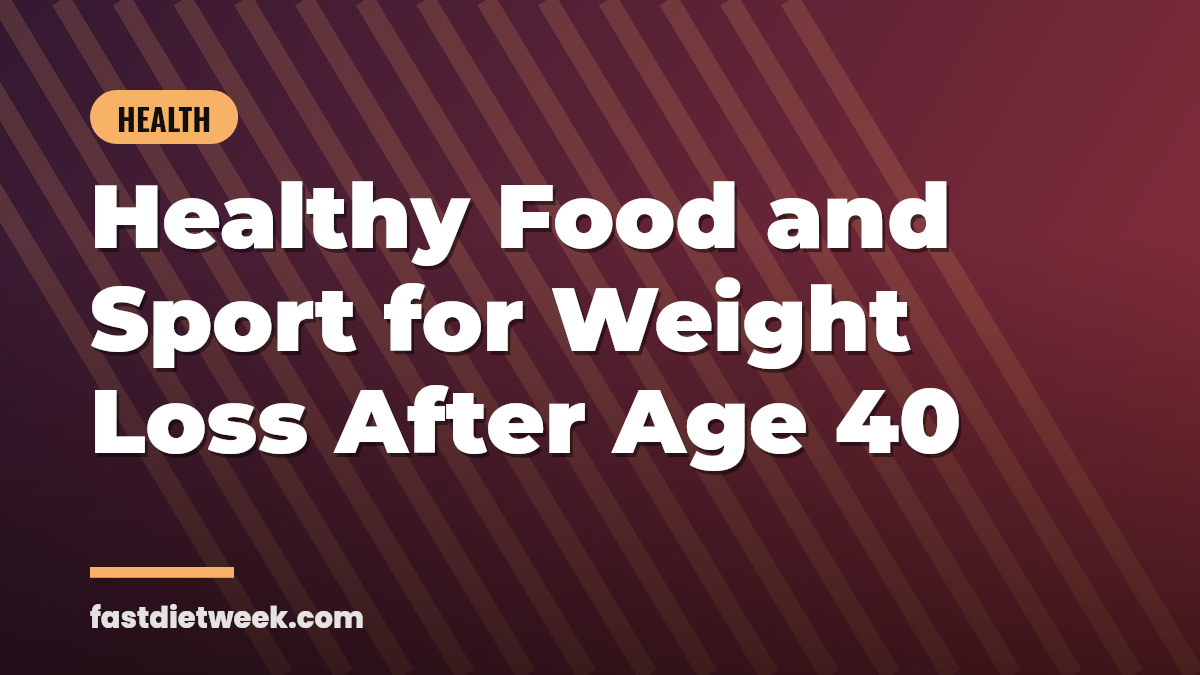 HEALTH
Healthy Food and
Sport for Weight
Loss After Age 40
fastdietweek.com